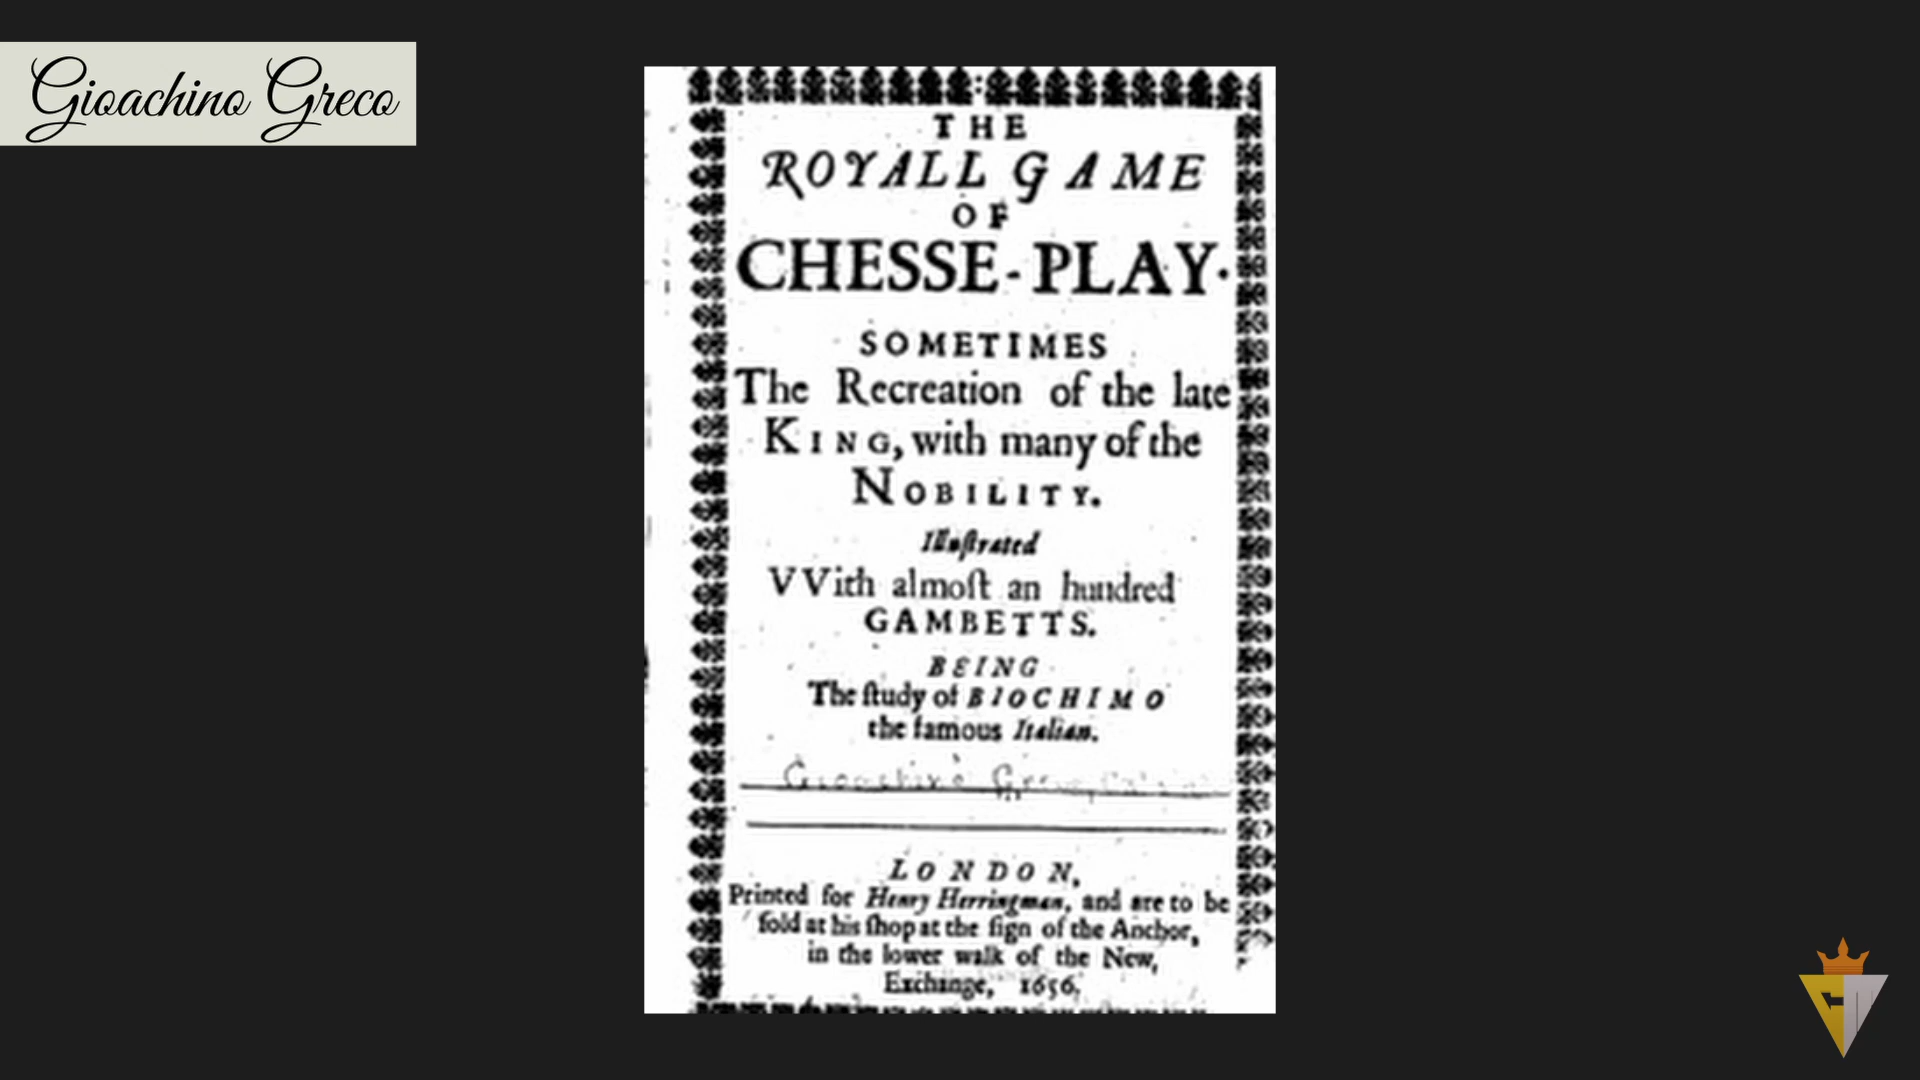 Gioachino Greco
THE
ROYALL GAME
OF
CHESSE-PLAY.
SOMETIMES
The Recreation of the late
KING, with many of the
NOBILITY.
Illuſtrated
VVith almoſt an hundred
GAMBETTS.
BEING
The ſtudy of BIOCHIMO
the famous Italian.
Gioachino
LONDON,
Printed for Henry Herringman, and are to be
ſold at his ſhop at the ſign of the Anchor,
in the lower walk of the New,
Exchange, 1656.